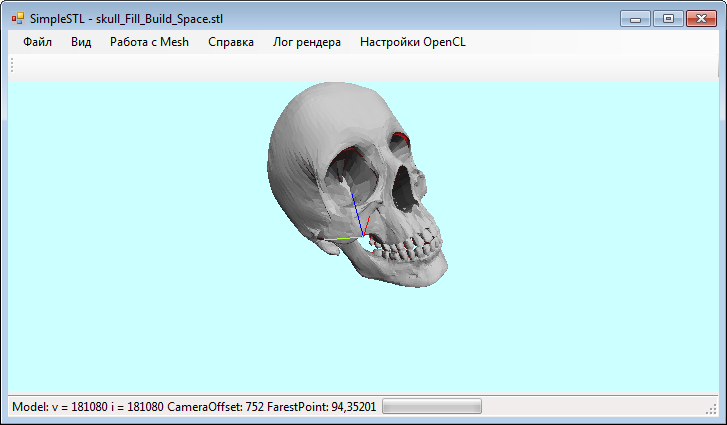 SimpleSTL - skull_Fill_Build_Space.stl
Файл Вид Работа с Mesh Справка Лог рендера Настройки OpenCL
Model: v = 181080 i = 181080 CameraOffset: 752 FarestPoint: 94,35201